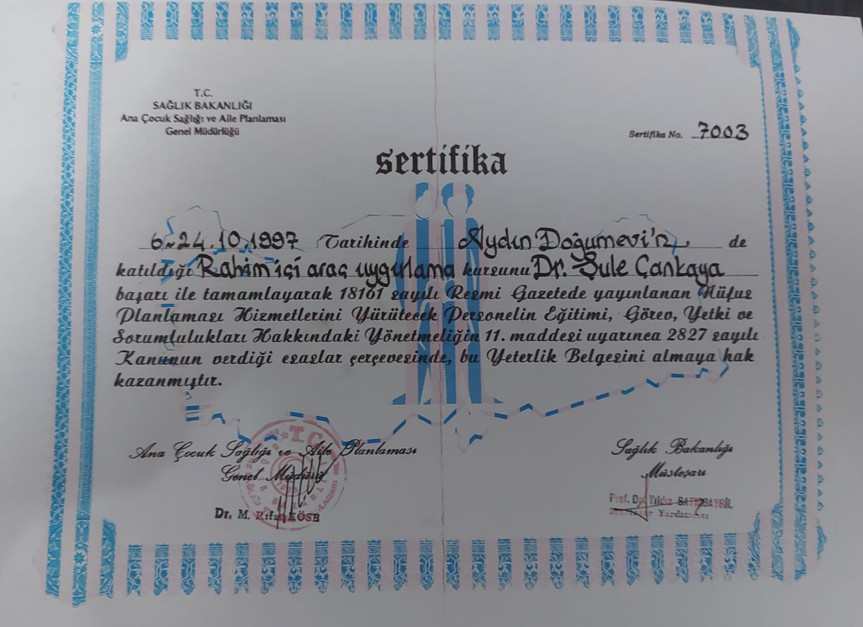 T.C.
SAĞLIK BAKANLIĞI
Ana Çocuk Sağlığı ve Aile Planlaması
Genel Müdürlüğü
Sertifika No. 7003
sertifika
6~24.10.1997 Tarihinde Aydın Doğumevi'n de
katıldığı Rahim içi araç uygulama kursunu Dr. Şule Çankaya
başarı ile tamamlayarak 18161 sayılı Resmi Gazetede yayınlanan Nüfus
Planlaması Hizmetlerini Yürütecek Personelin Eğitimi, Görev, Yetki ve
Sorumlulukları Hakkındaki Yönetmeliğin 11. maddesi uyarınca 2827 sayılı
Kanunun verdiği esaslar çerçevesinde, bu Yeterlik Belgesini almaya hak
kazanmıştır.
Ana Çocuk Sağlığı ve Aile Planlaması
Genel Müdürü
T.C.
Dr. M. KÖSE
Sağlık Bakanlığı
Müsteşarı
Prof. Dr. Yıldız